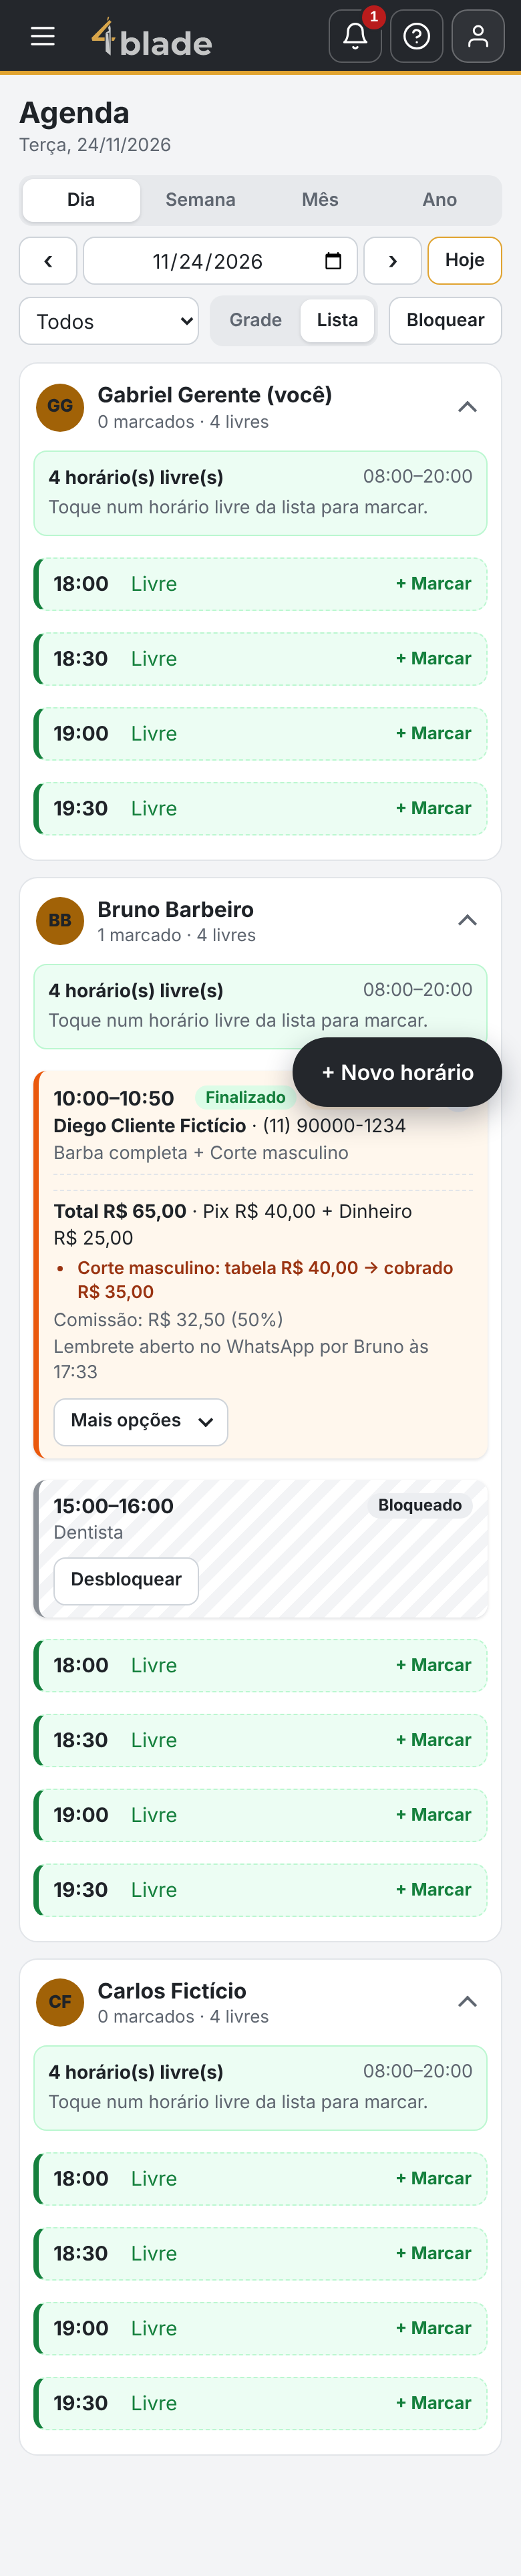 4blade
1
Agenda
Terça, 24/11/2026
Dia Semana Mês Ano
‹ 11/24/2026 › Hoje
Todos Grade Lista Bloquear
GG Gabriel Gerente (você)
0 marcados · 4 livres
4 horário(s) livre(s) 08:00–20:00
Toque num horário livre da lista para marcar.
18:00 Livre + Marcar
18:30 Livre + Marcar
19:00 Livre + Marcar
19:30 Livre + Marcar
BB Bruno Barbeiro
1 marcado · 4 livres
4 horário(s) livre(s) 08:00–20:00
Toque num horário livre da lista para marcar.
+ Novo horário
10:00–10:50 Finalizado
Diego Cliente Fictício · (11) 90000-1234
Barba completa + Corte masculino
Total R$ 65,00 · Pix R$ 40,00 + Dinheiro
R$ 25,00
• Corte masculino: tabela R$ 40,00 → cobrado
R$ 35,00
Comissão: R$ 32,50 (50%)
Lembrete aberto no WhatsApp por Bruno às
17:33
Mais opções
15:00–16:00 Bloqueado
Dentista
Desbloquear
18:00 Livre + Marcar
18:30 Livre + Marcar
19:00 Livre + Marcar
19:30 Livre + Marcar
CF Carlos Fictício
0 marcados · 4 livres
4 horário(s) livre(s) 08:00–20:00
Toque num horário livre da lista para marcar.
18:00 Livre + Marcar
18:30 Livre + Marcar
19:00 Livre + Marcar
19:30 Livre + Marcar